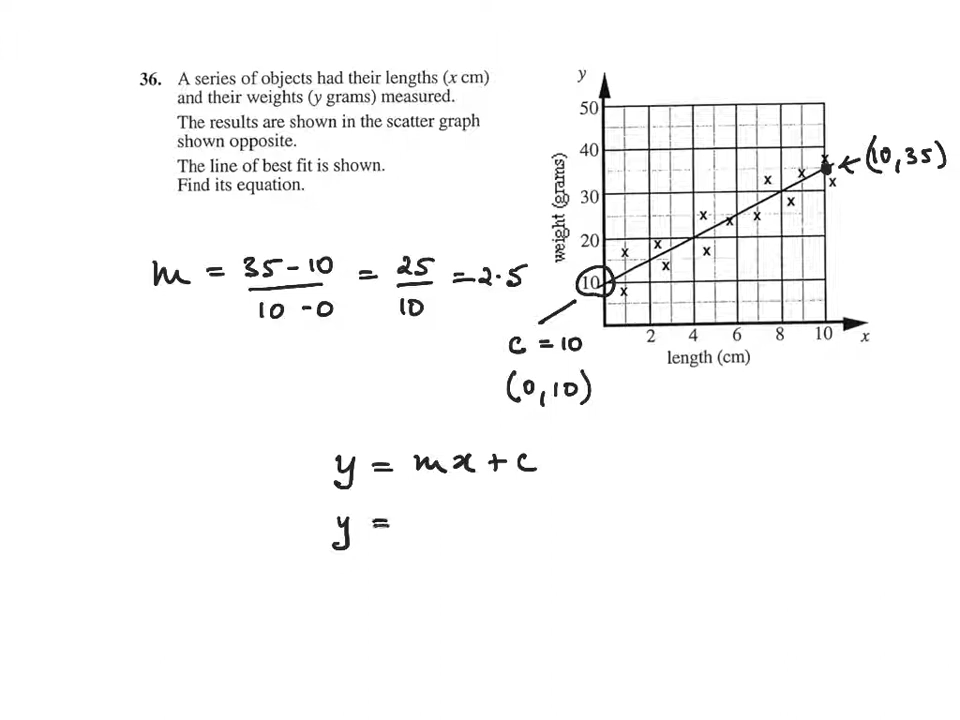 36. A series of objects had their lengths (x cm)
and their weights (y grams) measured.
The results are shown in the scatter graph
shown opposite.
The line of best fit is shown.
Find its equation.
y
50
40
30
20
10
weight (grams)
2 4 6 8 10 x
length (cm)
(10,35)
m = 35 - 10 / 10 - 0 = 25 / 10 = 2.5
c = 10
(0,10)
y = mx + c
y =